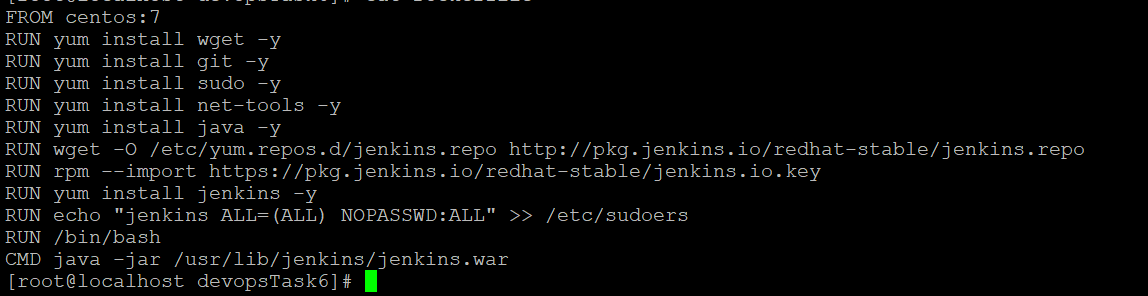 FROM centos:7
RUN yum install wget -y
RUN yum install git -y
RUN yum install sudo -y
RUN yum install net-tools -y
RUN yum install java -y
RUN wget -O /etc/yum.repos.d/jenkins.repo http://pkg.jenkins.io/redhat-stable/jenkins.repo
RUN rpm --import https://pkg.jenkins.io/redhat-stable/jenkins.io.key
RUN yum install jenkins -y
RUN echo "jenkins ALL=(ALL) NOPASSWD:ALL" >> /etc/sudoers
RUN /bin/bash
CMD java -jar /usr/lib/jenkins/jenkins.war
[root@localhost devopsTask6]#